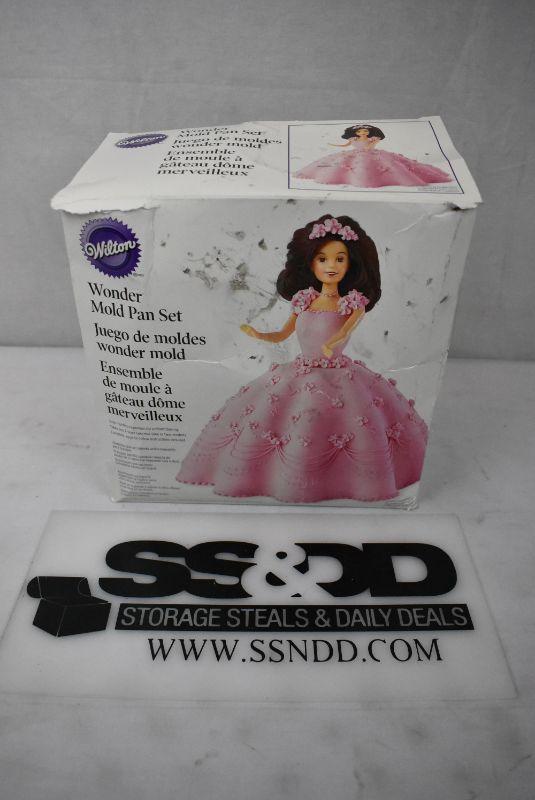 Wilton
Wonder
Mold Pan Set
Juego de moldes
wonder mold
Ensemble
de moule à
gâteau dôme
merveilleux
Wilton
Wonder
Mold Pan Set
Juego de moldes
wonder mold
Ensemble
de moule à
gâteau dôme
merveilleux
SS&DD
STORAGE STEALS & DAILY DEALS
WWW.SSNDD.COM